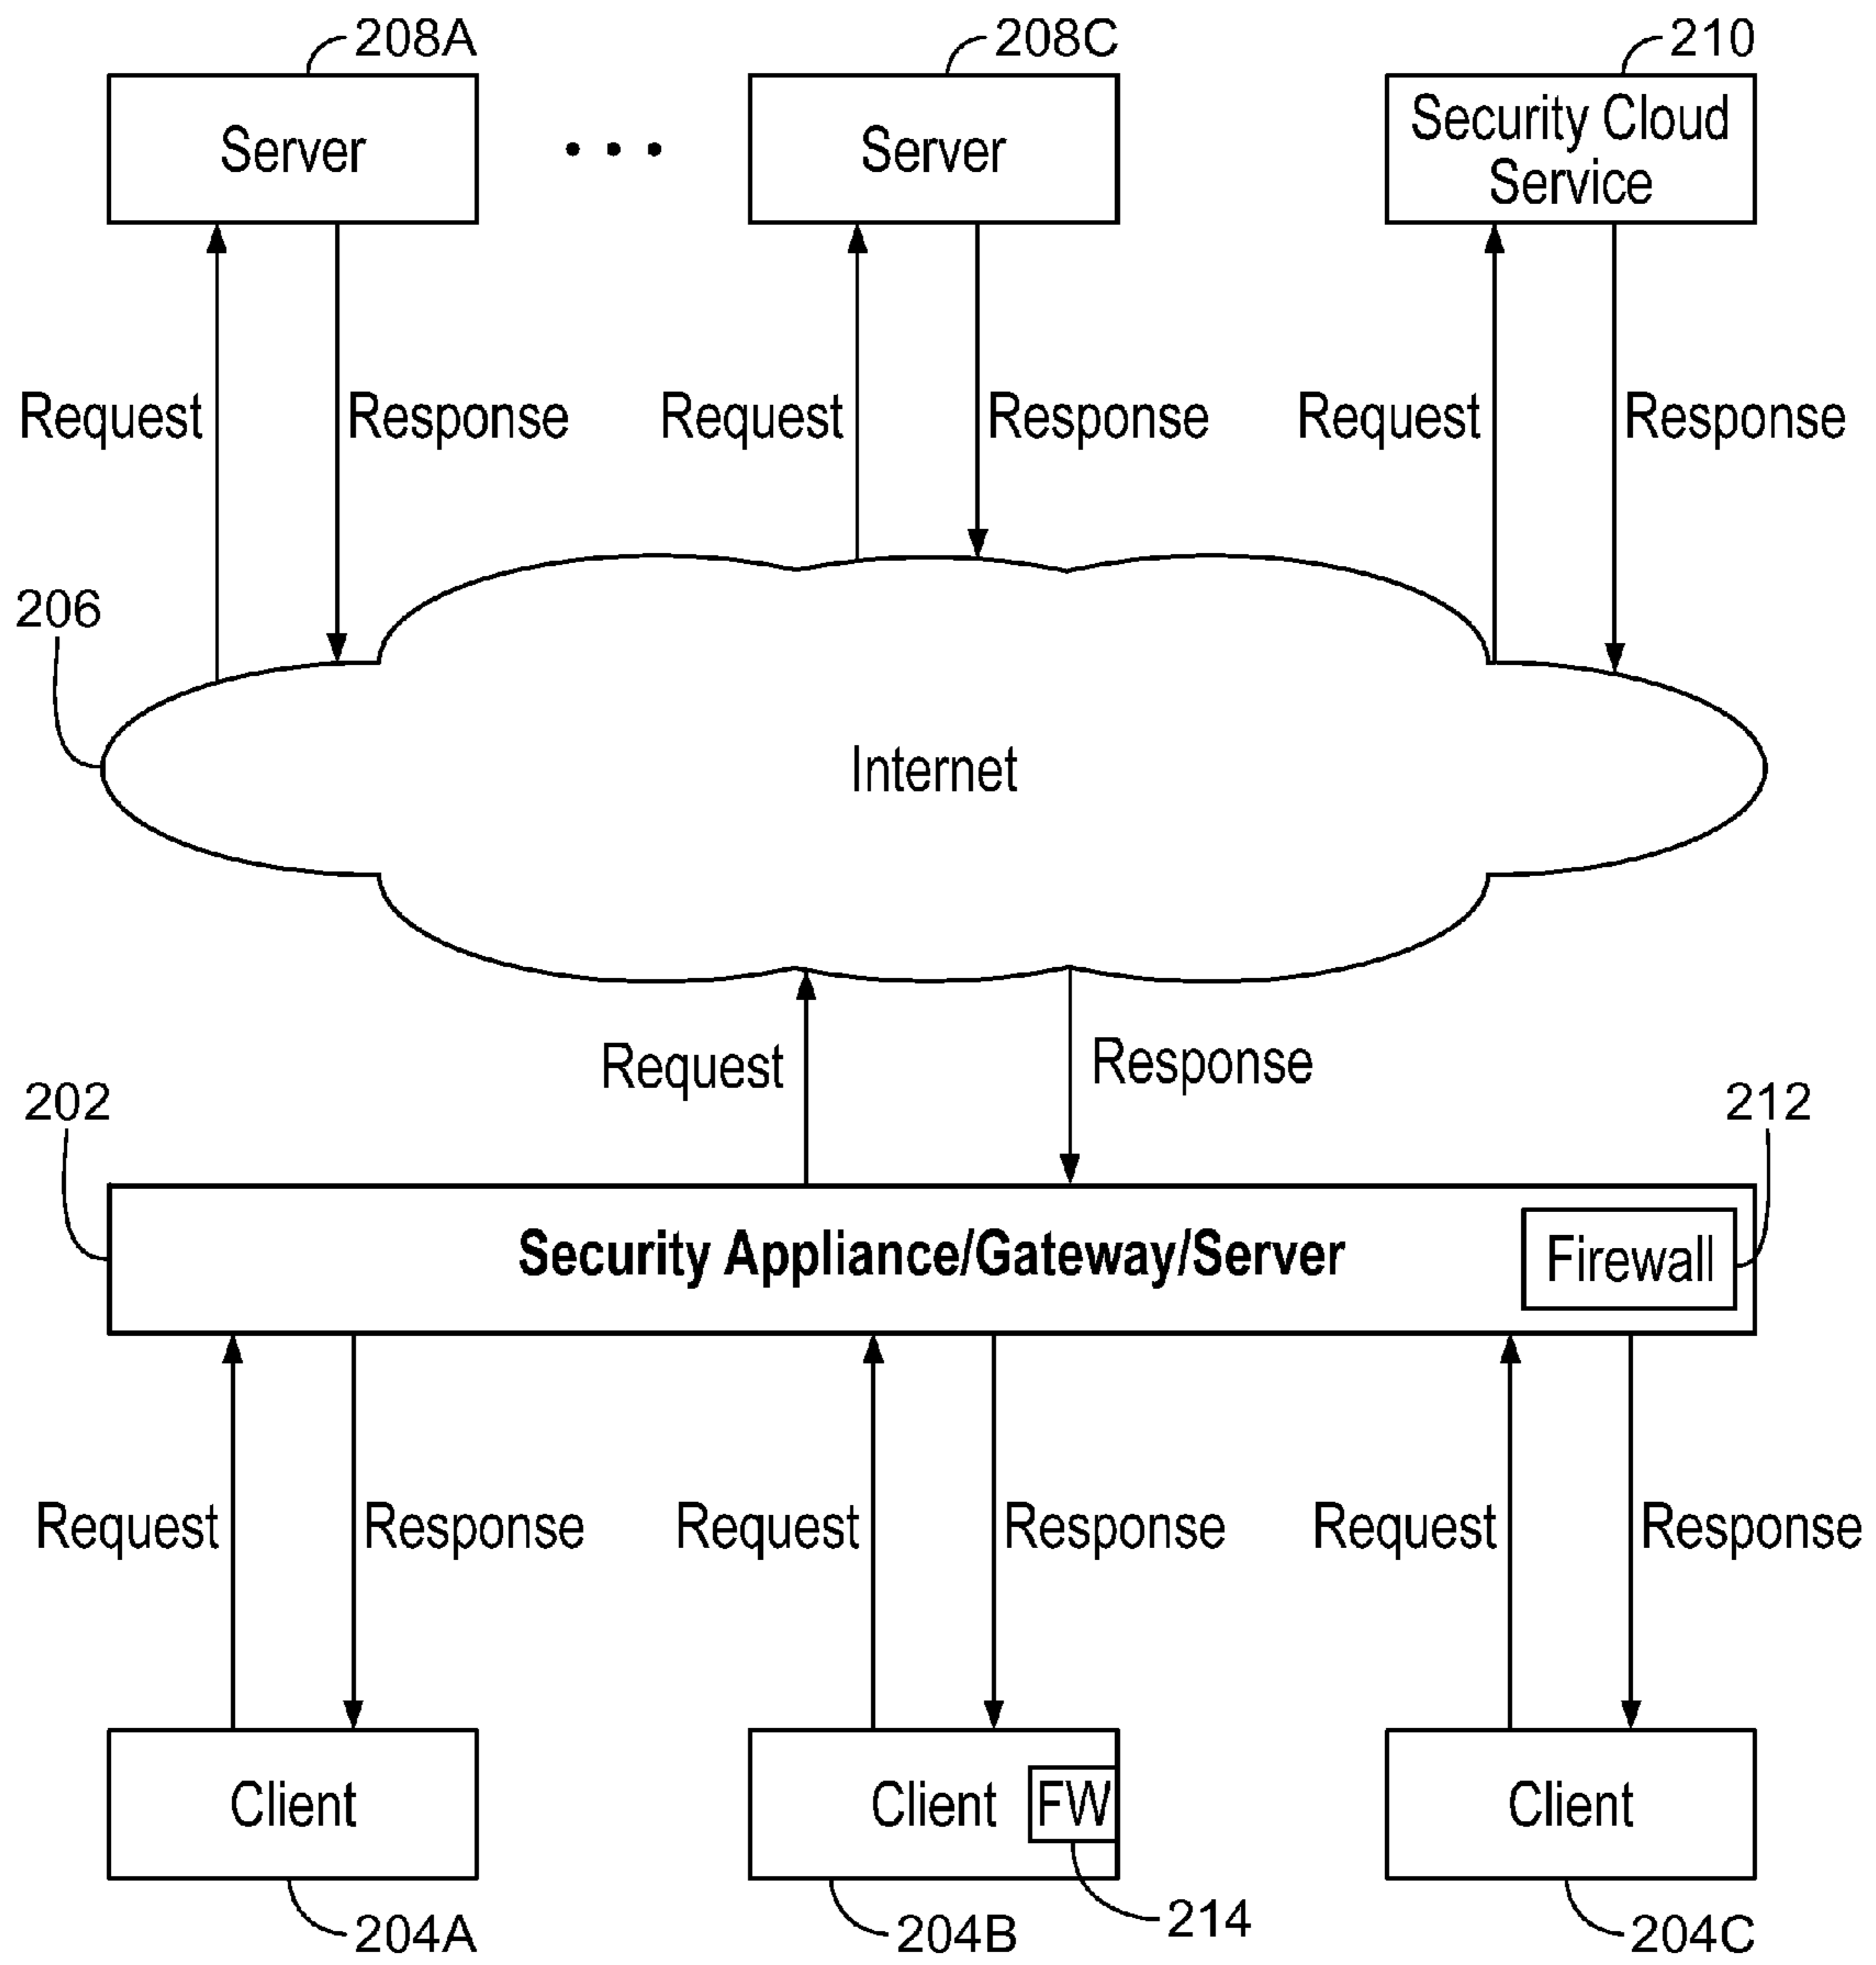 208A
208C
210
Server
• • •
Server
Security Cloud
Service
Request
Response
Request
Response
Request
Response
206
Internet
Request
Response
202
212
Security Appliance/Gateway/Server
Firewall
Request
Response
Request
Response
Request
Response
Client
Client
FW
Client
204A
204B
214
204C